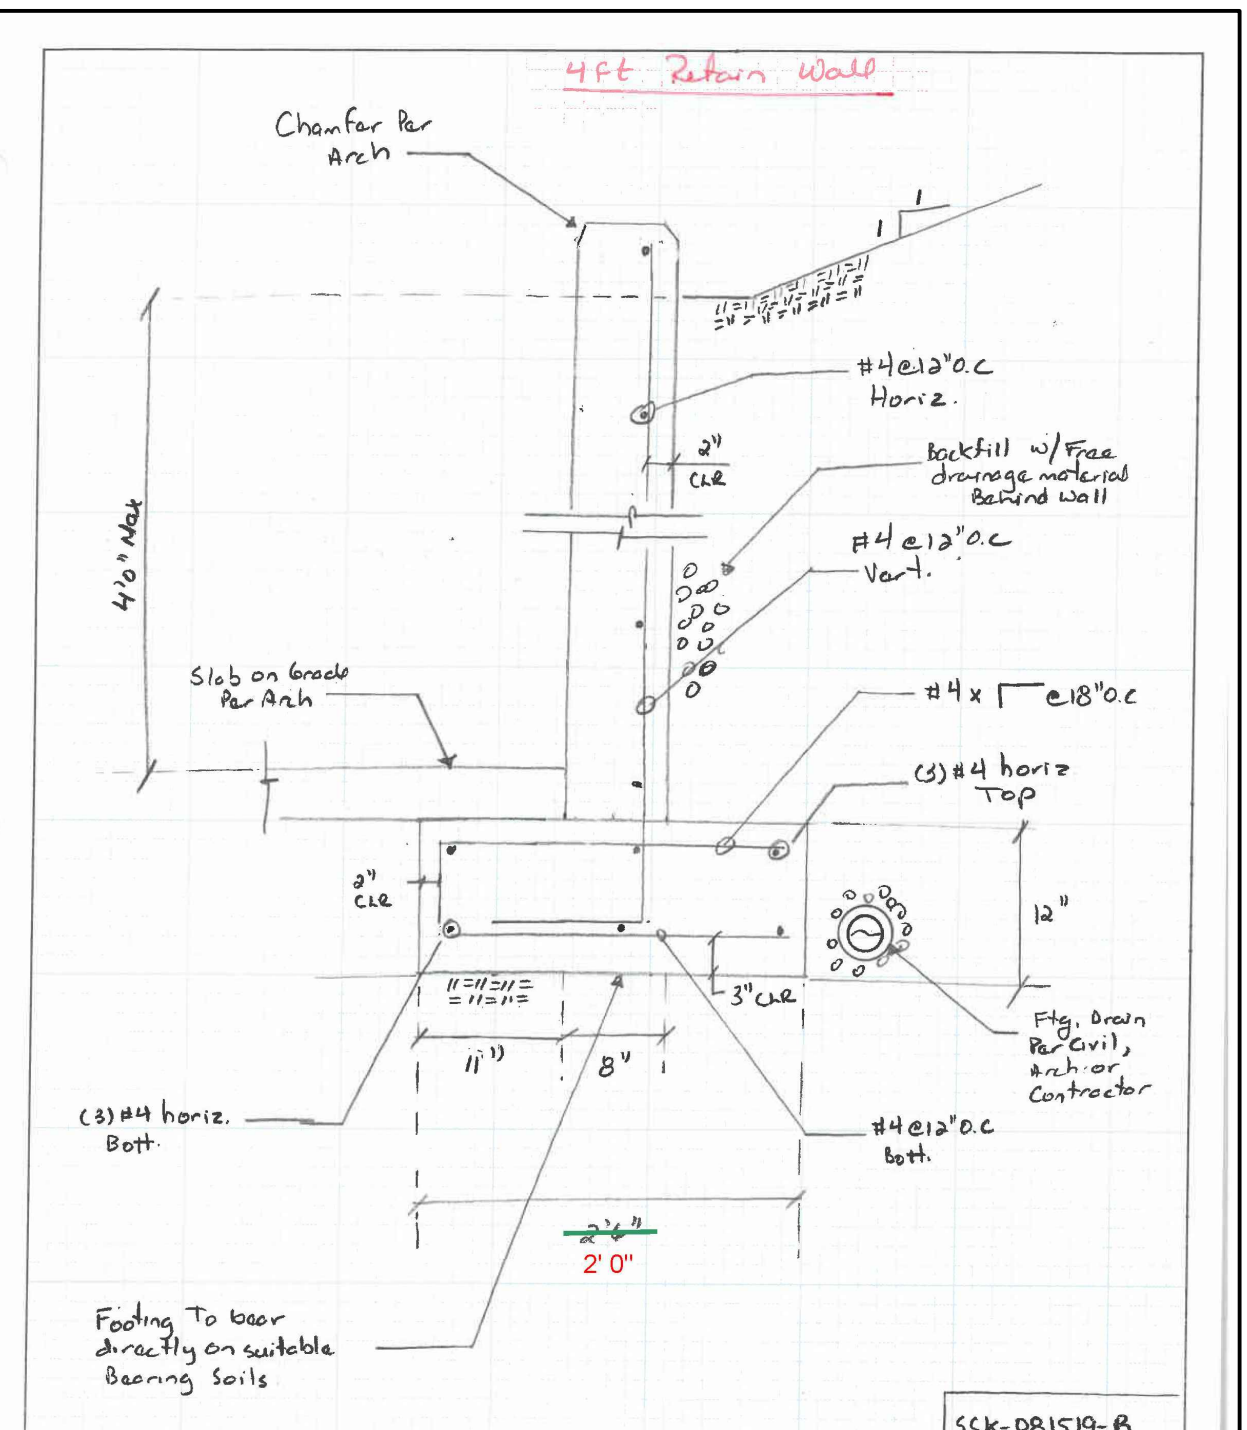 4ft Retain Wall
Chamfer Per
Arch
1
1
#4@12"O.C
Horiz.
2"
CLR
Backfill w/Free
drainage material
Behind Wall
#4@12"O.C
Vert.
4'0" Max
Slab on Grade
Per Arch
#4 x @18"O.C
(3)#4 horiz
Top
2"
CLR
12"
3" CLR
11"
8"
Ftg. Drain
Per Civil,
Arch. or
Contractor
(3)#4 horiz.
Bott.
#4@12"O.C
Bott.
2'6"
2' 0"
Footing To bear
directly on suitable
Bearing Soils
SCK-081519-B